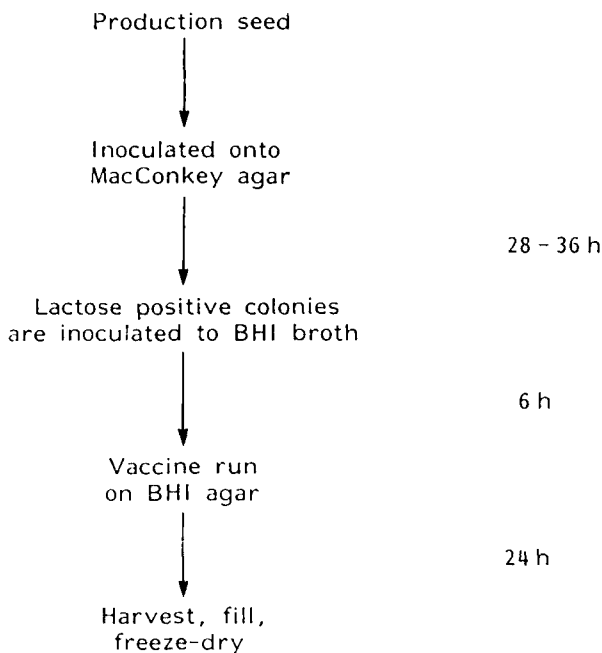 Production seed
Inoculated onto
MacConkey agar
28 - 36 h
Lactose positive colonies
are inoculated to BHI broth
6 h
Vaccine run
on BHI agar
24 h
Harvest, fill,
freeze-dry